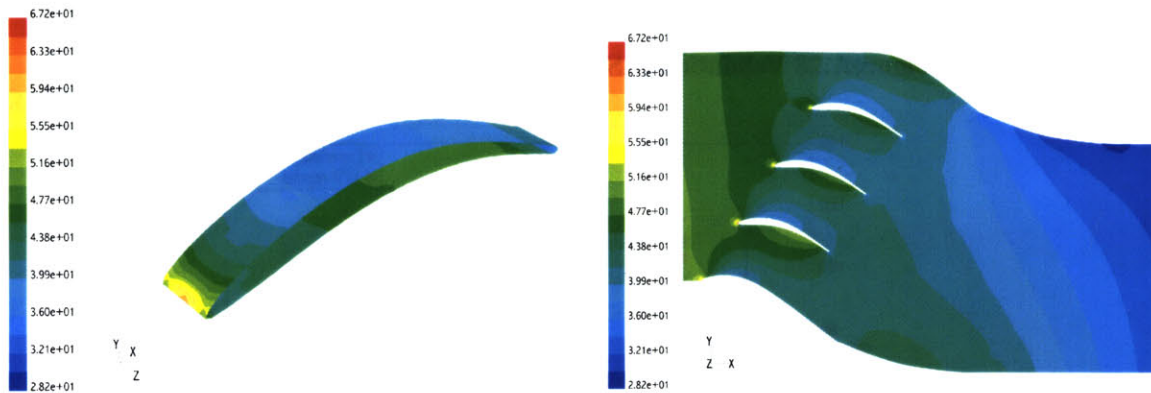 6.72e+01
6.33e+01
5.94e+01
5.55e+01
5.16e+01
4.77e+01
4.38e+01
3.99e+01
3.60e+01
3.21e+01
2.82e+01
Y X
Z
6.72e+01
6.33e+01
5.94e+01
5.55e+01
5.16e+01
4.77e+01
4.38e+01
3.99e+01
3.60e+01
3.21e+01
2.82e+01
Y
Z X